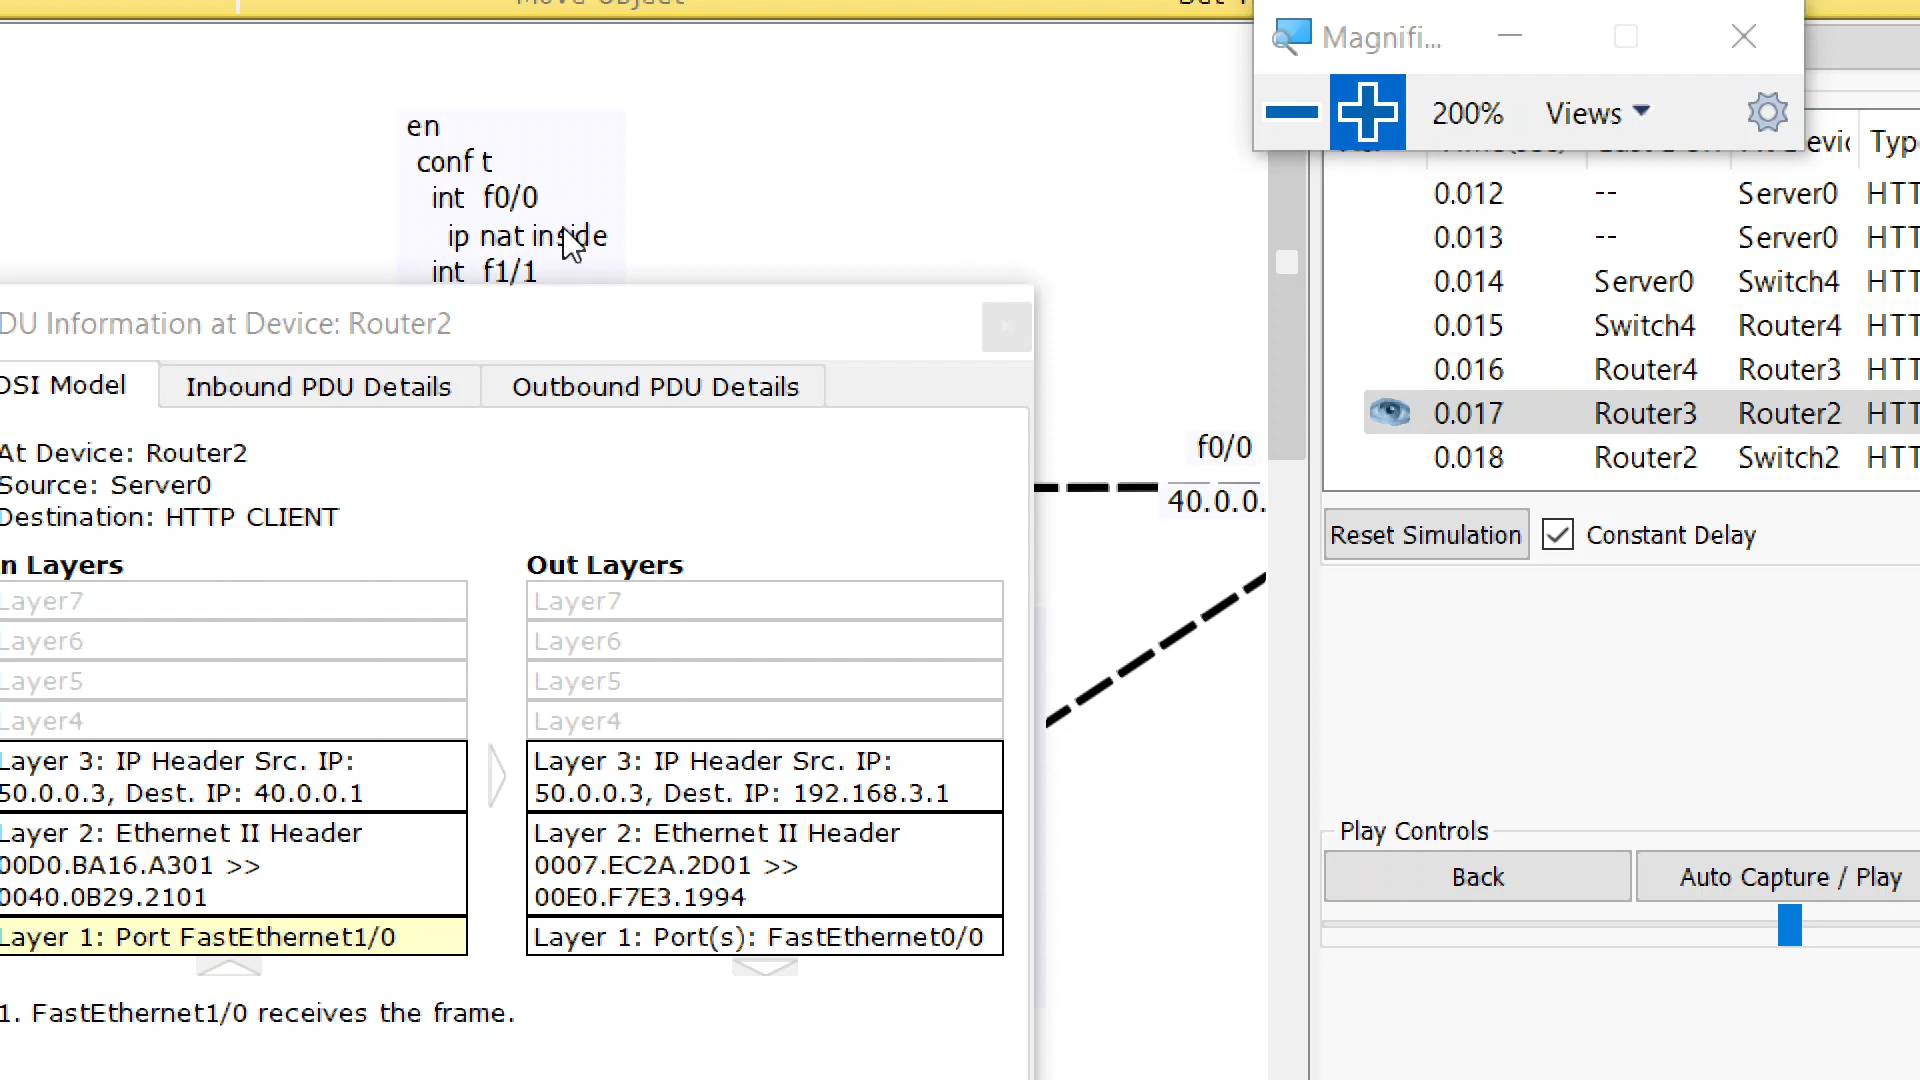 Magnifi...
200% Views
en
conf t
int f0/0
ip nat inside
int f1/1
DU Information at Device: Router2
OSI Model Inbound PDU Details Outbound PDU Details
At Device: Router2
Source: Server0
Destination: HTTP CLIENT
n Layers
Layer7
Layer6
Layer5
Layer4
Layer 3: IP Header Src. IP:
50.0.0.3, Dest. IP: 40.0.0.1
Layer 2: Ethernet II Header
00D0.BA16.A301 >>
0040.0B29.2101
Layer 1: Port FastEthernet1/0
Out Layers
Layer7
Layer6
Layer5
Layer4
Layer 3: IP Header Src. IP:
50.0.0.3, Dest. IP: 192.168.3.1
Layer 2: Ethernet II Header
0007.EC2A.2D01 >>
00E0.F7E3.1994
Layer 1: Port(s): FastEthernet0/0
1. FastEthernet1/0 receives the frame.
f0/0
40.0.0.
Typ
0.012 -- Server0 HTT
0.013 -- Server0 HTT
0.014 Server0 Switch4 HTT
0.015 Switch4 Router4 HTT
0.016 Router4 Router3 HTT
0.017 Router3 Router2 HTT
0.018 Router2 Switch2 HTT
Reset Simulation Constant Delay
Play Controls
Back Auto Capture / Play